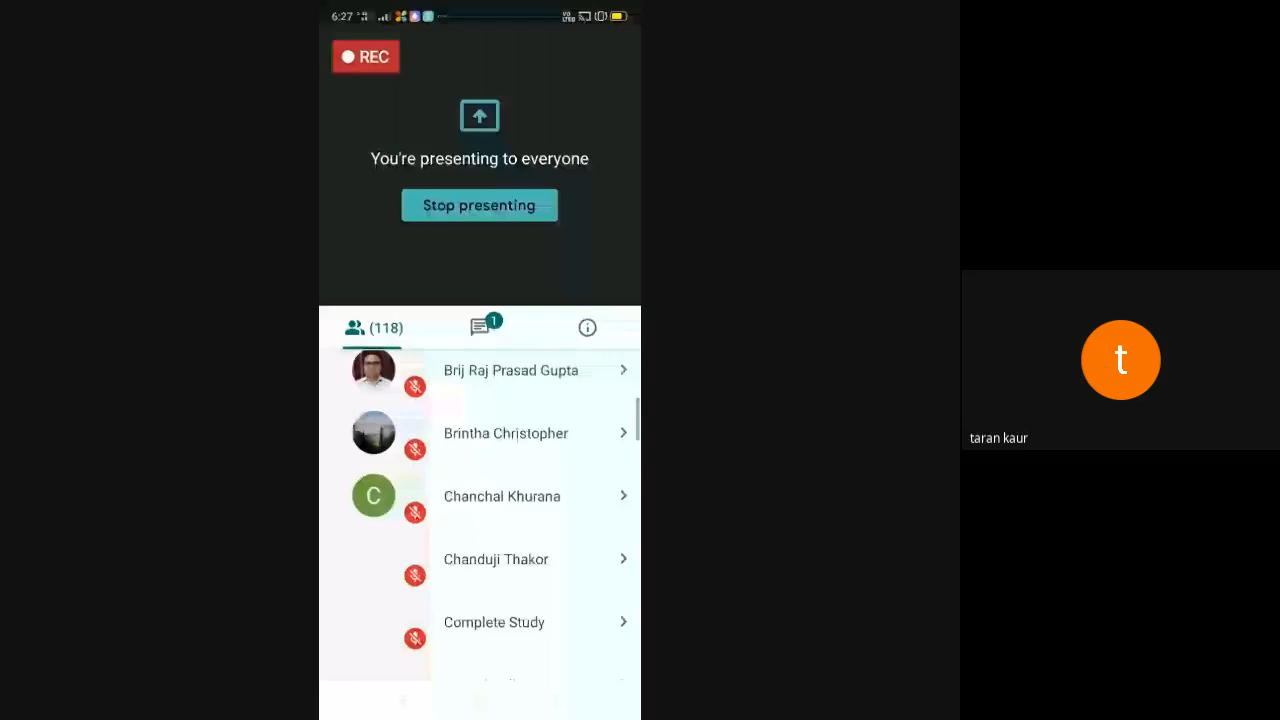 6:27
REC
You're presenting to everyone
Stop presenting
(118)
1
Brij Raj Prasad Gupta
Brintha Christopher
C
Chanchal Khurana
Chanduji Thakor
Complete Study
t
taran kaur